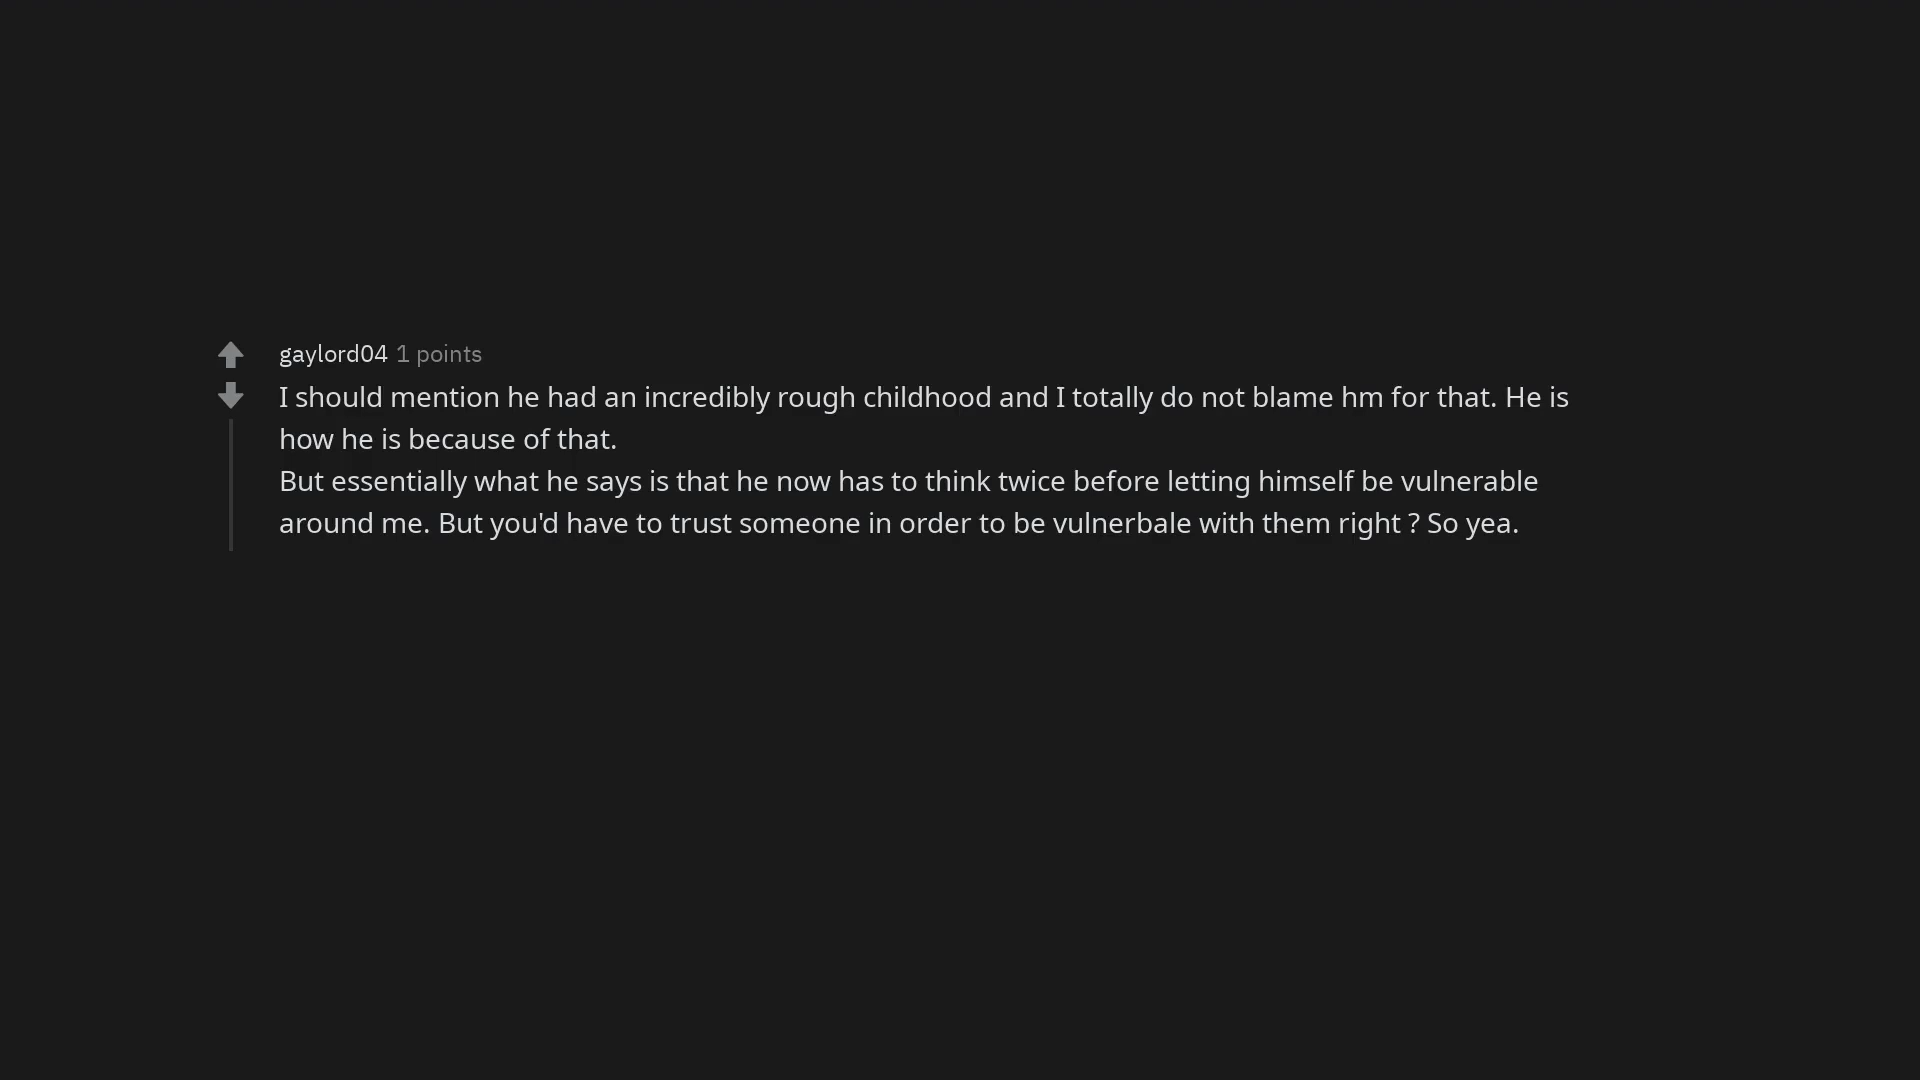 gaylord04 1 points
I should mention he had an incredibly rough childhood and I totally do not blame hm for that. He is
how he is because of that.
But essentially what he says is that he now has to think twice before letting himself be vulnerable
around me. But you'd have to trust someone in order to be vulnerbale with them right ? So yea.